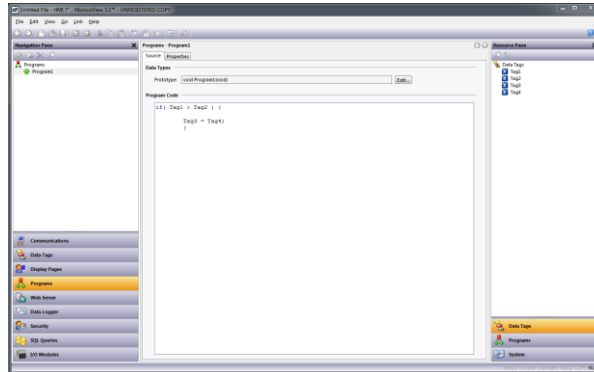 Untitled File - HMI 7" - MonicoView 3.1™ - UNREGISTERED COPY
File Edit View Go Link Help
Navigation Pane
Programs - Program1
Resource Pane
Programs
Program1
Source Properties
Data Types
Prototype: void Program1(void)
Edit...
Program Code
if( Tag1 > Tag2 ) {
Tag3 = Tag4;
}
Data Tags
Tag1
Tag2
Tag3
Tag4
Communications
Data Tags
Display Pages
Programs
Web Server
Data Logger
Security
SQL Queries
I/O Modules
Data Tags
Programs
System